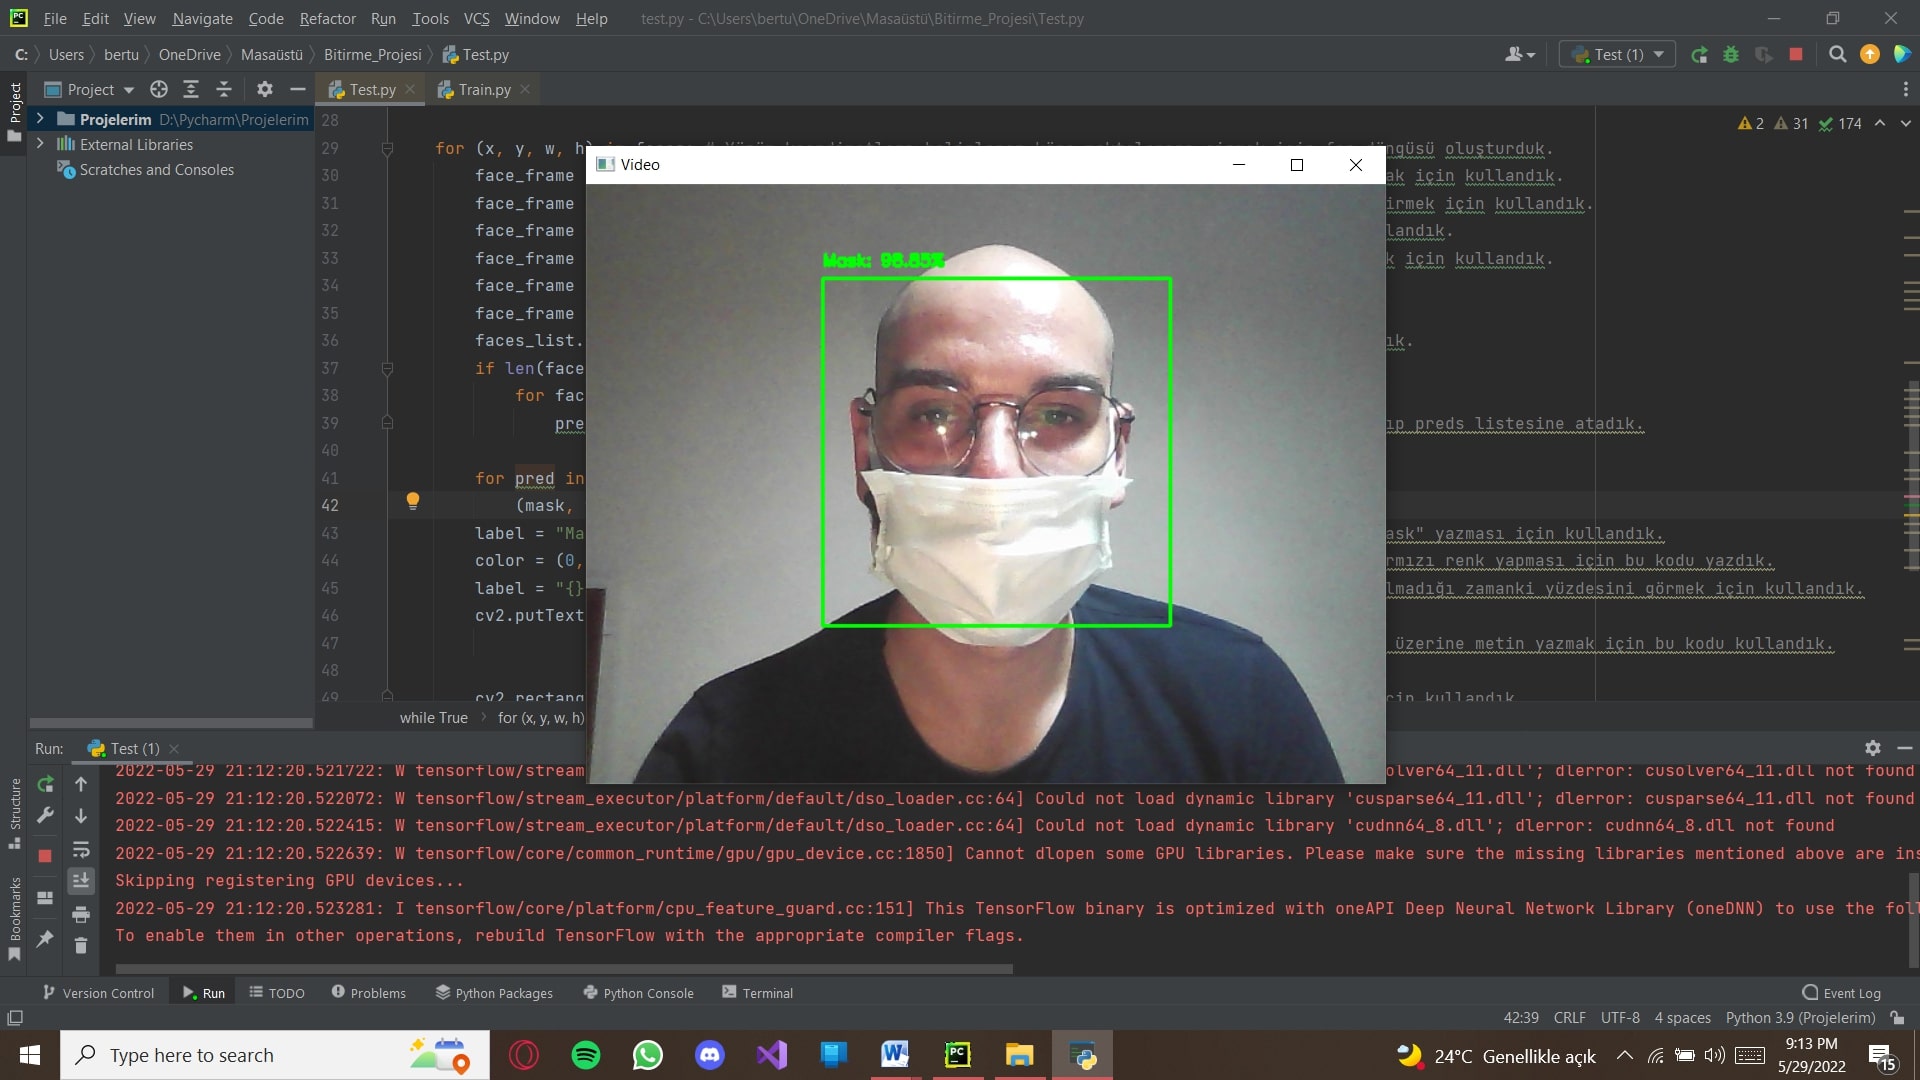 File Edit View Navigate Code Refactor Run Tools VCS Window Help test.py - C:\Users\bertu\OneDrive\Masaüstü\Bitirme_Projesi\Test.py
C: Users bertu OneDrive Masaüstü Bitirme_Projesi Test.py Test (1)
Project Test.py Train.py
Project
Projelerim D:\Pycharm\Projelerim
External Libraries
Scratches and Consoles
2 31 174
28
29 for (x, y, w, h) oluşturduk.
30 face_frame için kullandık.
31 face_frame irmek için kullandık.
32 face_frame landık.
33 face_frame k için kullandık.
34 face_frame
35 face_frame
36 faces_list. ık.
37 if len(face
38 for fac
39 pre ıp preds listesine atadık.
40
41 for pred in
42 (mask,
43 label = "Ma ask" yazması için kullandık.
44 color = (0, rmızı renk yapması için bu kodu yazdık.
45 label = "{} lmadığı zamanki yüzdesini görmek için kullandık.
46 cv2.putText
47 üzerine metin yazmak için bu kodu kullandık.
48
49 cv2.rectang için kullandık
Video
Mask: 98.85%
while True for (x, y, w, h)
Run: Test (1)
2022-05-29 21:12:20.521722: W tensorflow/stream solver64_11.dll'; dlerror: cusolver64_11.dll not found
2022-05-29 21:12:20.522072: W tensorflow/stream_executor/platform/default/dso_loader.cc:64] Could not load dynamic library 'cusparse64_11.dll'; dlerror: cusparse64_11.dll not found
2022-05-29 21:12:20.522415: W tensorflow/stream_executor/platform/default/dso_loader.cc:64] Could not load dynamic library 'cudnn64_8.dll'; dlerror: cudnn64_8.dll not found
2022-05-29 21:12:20.522639: W tensorflow/core/common_runtime/gpu/gpu_device.cc:1850] Cannot dlopen some GPU libraries. Please make sure the missing libraries mentioned above are ins
Skipping registering GPU devices...
2022-05-29 21:12:20.523281: I tensorflow/core/platform/cpu_feature_guard.cc:151] This TensorFlow binary is optimized with oneAPI Deep Neural Network Library (oneDNN) to use the foll
To enable them in other operations, rebuild TensorFlow with the appropriate compiler flags.
Structure
Bookmarks
Version Control Run TODO Problems Python Packages Python Console Terminal Event Log
42:39 CRLF UTF-8 4 spaces Python 3.9 (Projelerim)
Type here to search 24°C Genellikle açık 9:13 PM
5/29/2022 15